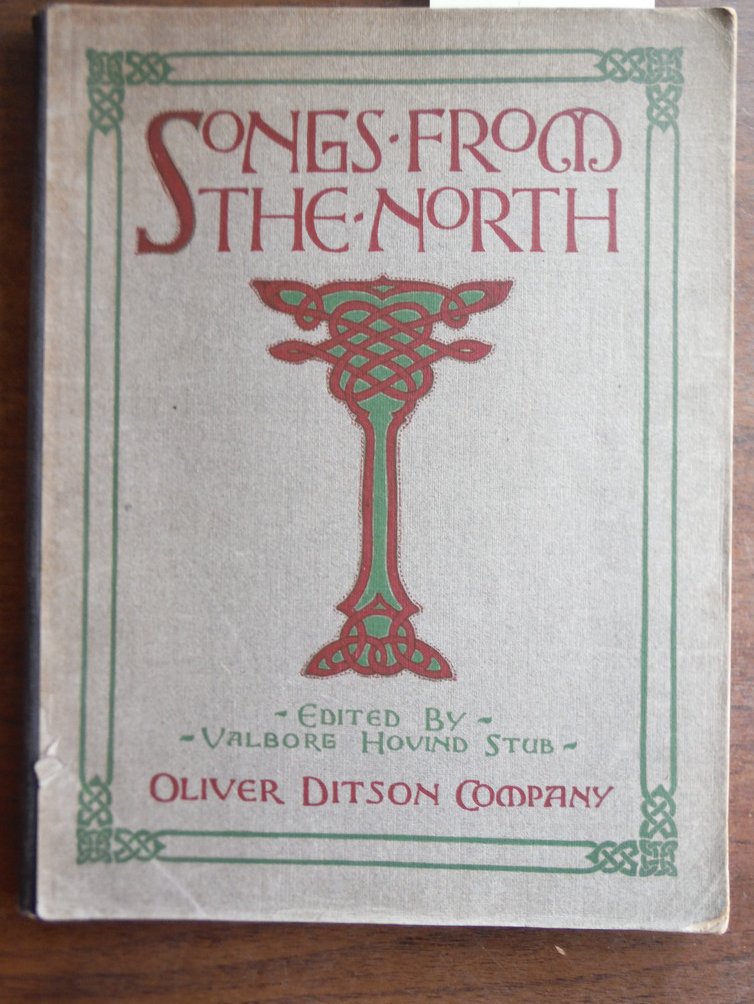 SONGS·FROM
THE·NORTH
- EDITED BY -
- VALBORG HOVIND STUB -
OLIVER DITSON COMPANY